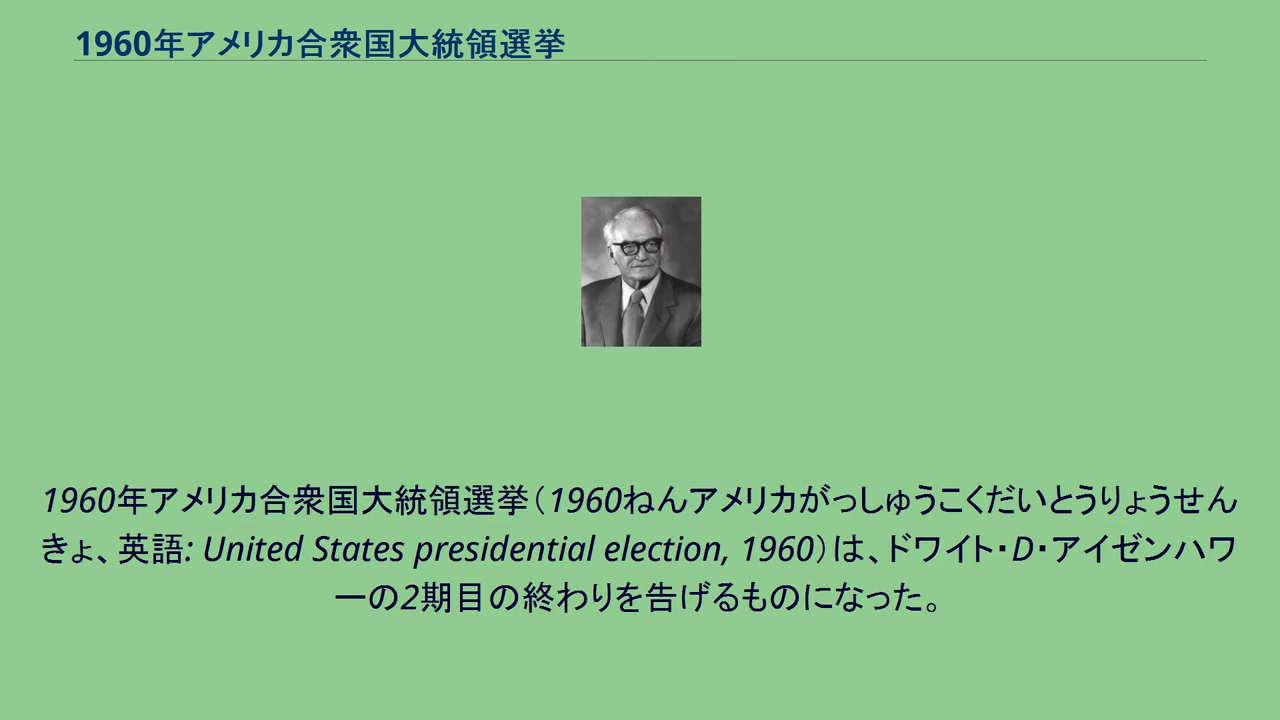 1960年アメリカ合衆国大統領選挙
1960年アメリカ合衆国大統領選挙（1960ねんアメリカがっしゅうこくだいとうりょうせん
きょ、英語: United States presidential election, 1960）は、ドワイト・D・アイゼンハワ
ーの2期目の終わりを告げるものになった。